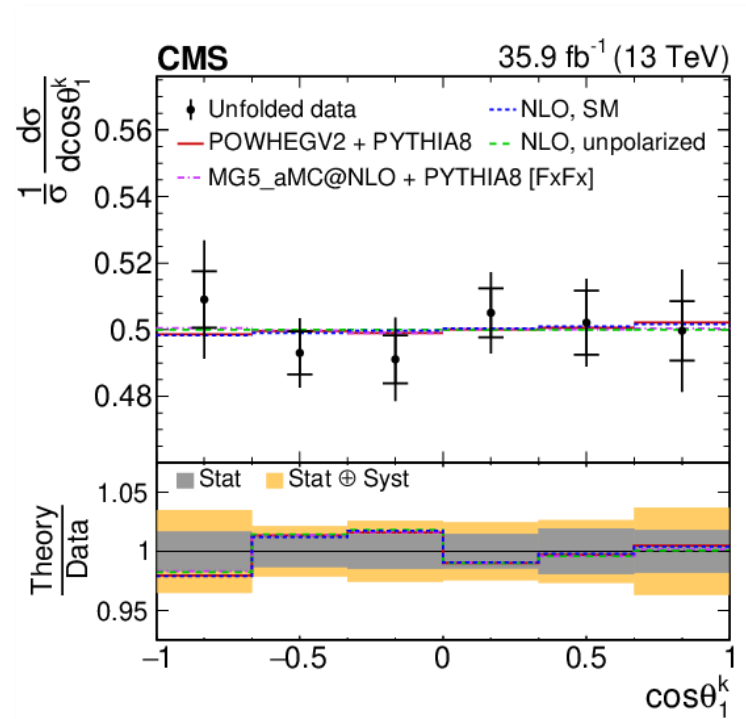 CMS 35.9 fb⁻¹ (13 TeV)
1/σ dσ/dcosθ₁ᵏ
Unfolded data
NLO, SM
POWHEGV2 + PYTHIA8
NLO, unpolarized
MG5_aMC@NLO + PYTHIA8 [FxFx]
0.56
0.54
0.52
0.5
0.48
Stat
Stat ⊕ Syst
Theory/Data
1.05
1
0.95
−1 −0.5 0 0.5 1
cosθ₁ᵏ